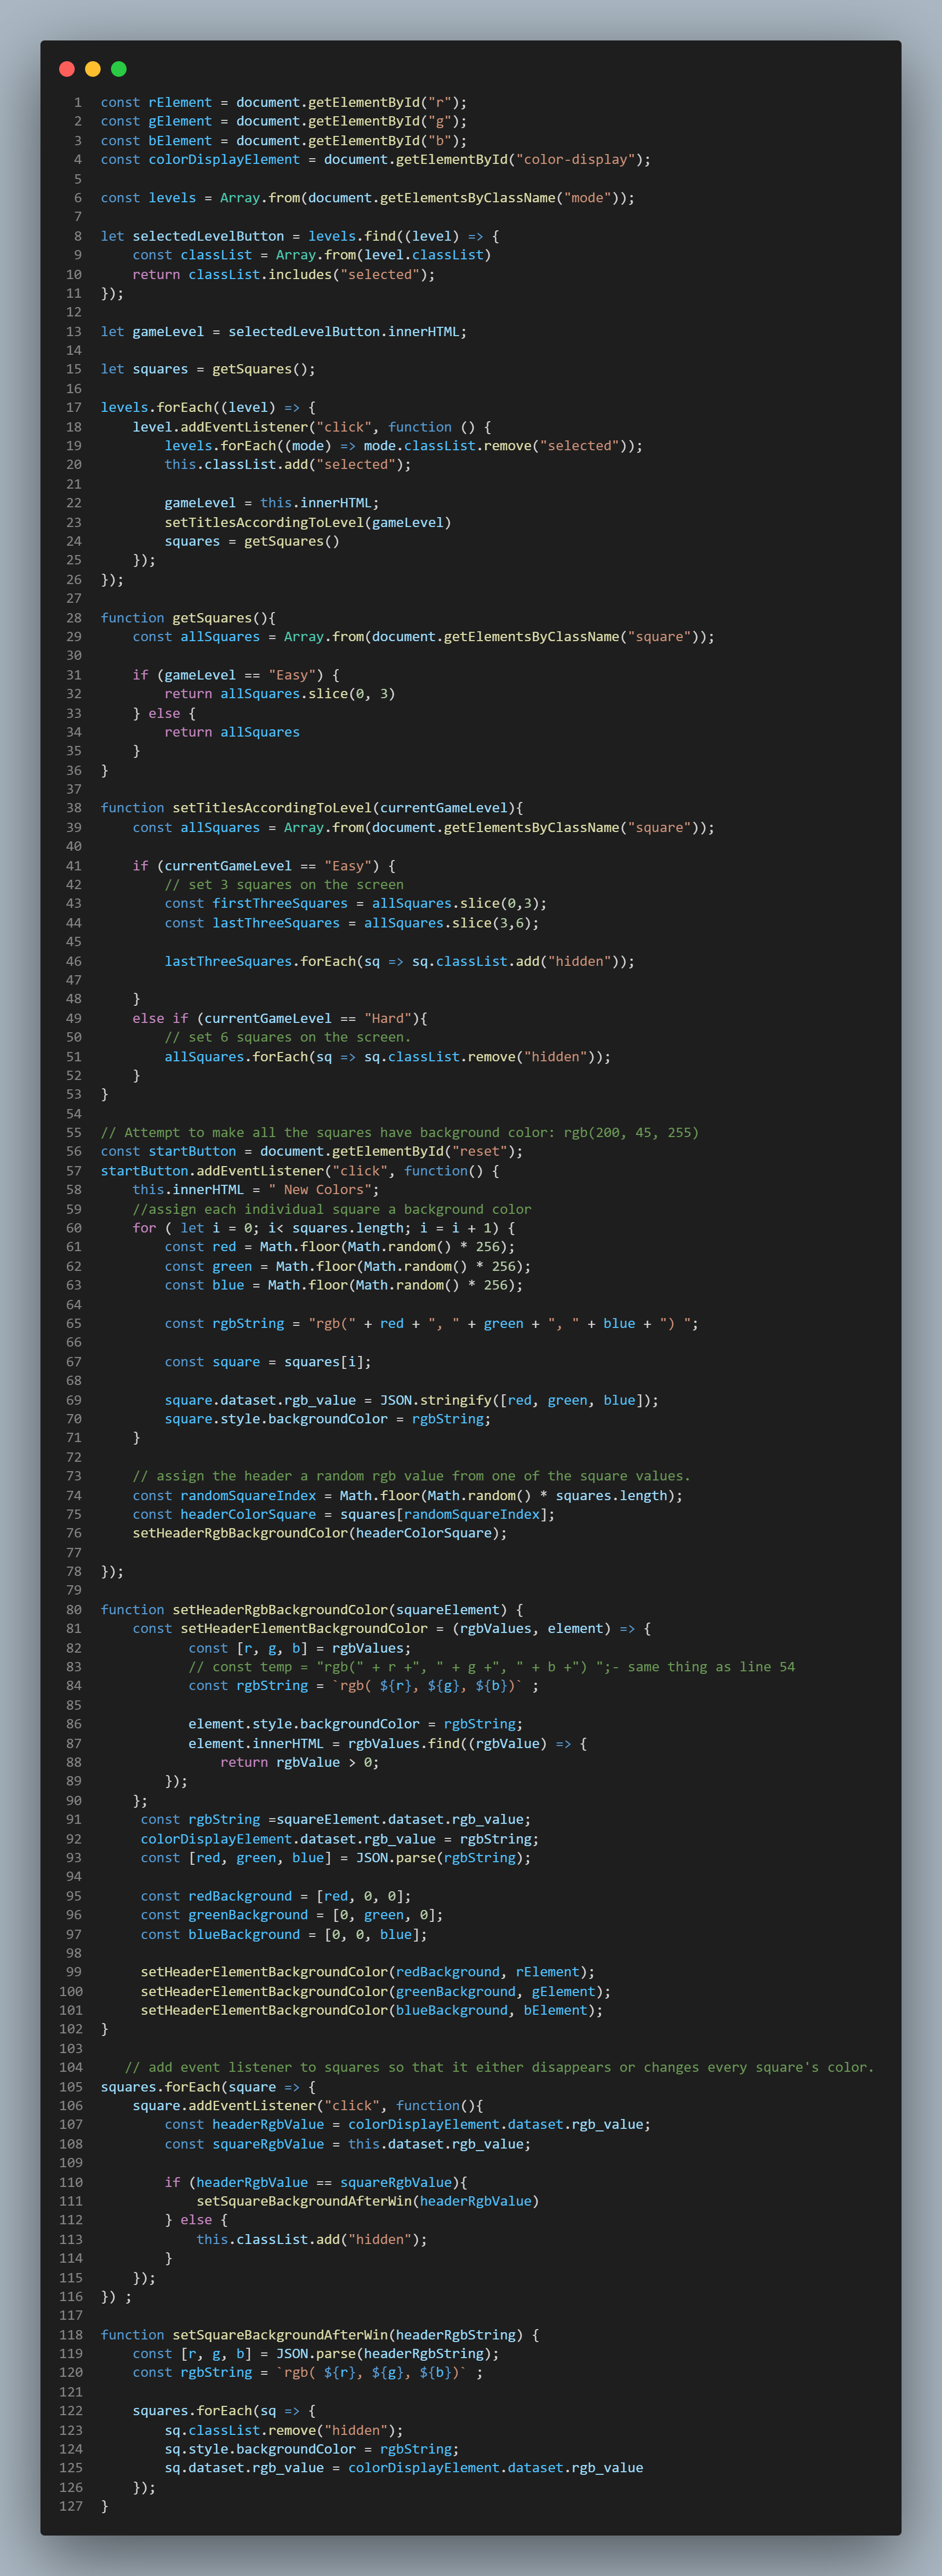 1 const rElement = document.getElementById("r");
2 const gElement = document.getElementById("g");
3 const bElement = document.getElementById("b");
4 const colorDisplayElement = document.getElementById("color-display");
5
6 const levels = Array.from(document.getElementsByClassName("mode"));
7
8 let selectedLevelButton = levels.find((level) => {
9     const classList = Array.from(level.classList)
10     return classList.includes("selected");
11 });
12
13 let gameLevel = selectedLevelButton.innerHTML;
14
15 let squares = getSquares();
16
17 levels.forEach((level) => {
18     level.addEventListener("click", function () {
19         levels.forEach((mode) => mode.classList.remove("selected"));
20         this.classList.add("selected");
21
22         gameLevel = this.innerHTML;
23         setTitlesAccordingToLevel(gameLevel)
24         squares = getSquares()
25     });
26 });
27
28 function getSquares(){
29     const allSquares = Array.from(document.getElementsByClassName("square"));
30
31     if (gameLevel == "Easy") {
32         return allSquares.slice(0, 3)
33     } else {
34         return allSquares
35     }
36 }
37
38 function setTitlesAccordingToLevel(currentGameLevel){
39     const allSquares = Array.from(document.getElementsByClassName("square"));
40
41     if (currentGameLevel == "Easy") {
42         // set 3 squares on the screen
43         const firstThreeSquares = allSquares.slice(0,3);
44         const lastThreeSquares = allSquares.slice(3,6);
45
46         lastThreeSquares.forEach(sq => sq.classList.add("hidden"));
47
48     }
49     else if (currentGameLevel == "Hard"){
50         // set 6 squares on the screen.
51         allSquares.forEach(sq => sq.classList.remove("hidden"));
52     }
53 }
54
55 // Attempt to make all the squares have background color: rgb(200, 45, 255)
56 const startButton = document.getElementById("reset");
57 startButton.addEventListener("click", function() {
58     this.innerHTML = " New Colors";
59     //assign each individual square a background color
60     for ( let i = 0; i< squares.length; i = i + 1) {
61         const red = Math.floor(Math.random() * 256);
62         const green = Math.floor(Math.random() * 256);
63         const blue = Math.floor(Math.random() * 256);
64
65         const rgbString = "rgb(" + red + ", " + green + ", " + blue + ") ";
66
67         const square = squares[i];
68
69         square.dataset.rgb_value = JSON.stringify([red, green, blue]);
70         square.style.backgroundColor = rgbString;
71     }
72
73     // assign the header a random rgb value from one of the square values.
74     const randomSquareIndex = Math.floor(Math.random() * squares.length);
75     const headerColorSquare = squares[randomSquareIndex];
76     setHeaderRgbBackgroundColor(headerColorSquare);
77
78 });
79
80 function setHeaderRgbBackgroundColor(squareElement) {
81     const setHeaderElementBackgroundColor = (rgbValues, element) => {
82            const [r, g, b] = rgbValues;
83            // const temp = "rgb(" + r +", " + g +", " + b +") ";- same thing as line 54
84            const rgbString = `rgb( ${r}, ${g}, ${b})` ;
85
86            element.style.backgroundColor = rgbString;
87            element.innerHTML = rgbValues.find((rgbValue) => {
88                return rgbValue > 0;
89         });
90     };
91      const rgbString =squareElement.dataset.rgb_value;
92      colorDisplayElement.dataset.rgb_value = rgbString;
93      const [red, green, blue] = JSON.parse(rgbString);
94
95      const redBackground = [red, 0, 0];
96      const greenBackground = [0, green, 0];
97      const blueBackground = [0, 0, blue];
98
99      setHeaderElementBackgroundColor(redBackground, rElement);
100      setHeaderElementBackgroundColor(greenBackground, gElement);
101      setHeaderElementBackgroundColor(blueBackground, bElement);
102 }
103
104    // add event listener to squares so that it either disappears or changes every square's color.
105 squares.forEach(square => {
106     square.addEventListener("click", function(){
107         const headerRgbValue = colorDisplayElement.dataset.rgb_value;
108         const squareRgbValue = this.dataset.rgb_value;
109
110         if (headerRgbValue == squareRgbValue){
111             setSquareBackgroundAfterWin(headerRgbValue)
112         } else {
113             this.classList.add("hidden");
114         }
115     });
116 }) ;
117
118 function setSquareBackgroundAfterWin(headerRgbString) {
119     const [r, g, b] = JSON.parse(headerRgbString);
120     const rgbString = `rgb( ${r}, ${g}, ${b})` ;
121
122     squares.forEach(sq => {
123         sq.classList.remove("hidden");
124         sq.style.backgroundColor = rgbString;
125         sq.dataset.rgb_value = colorDisplayElement.dataset.rgb_value
126     });
127 }